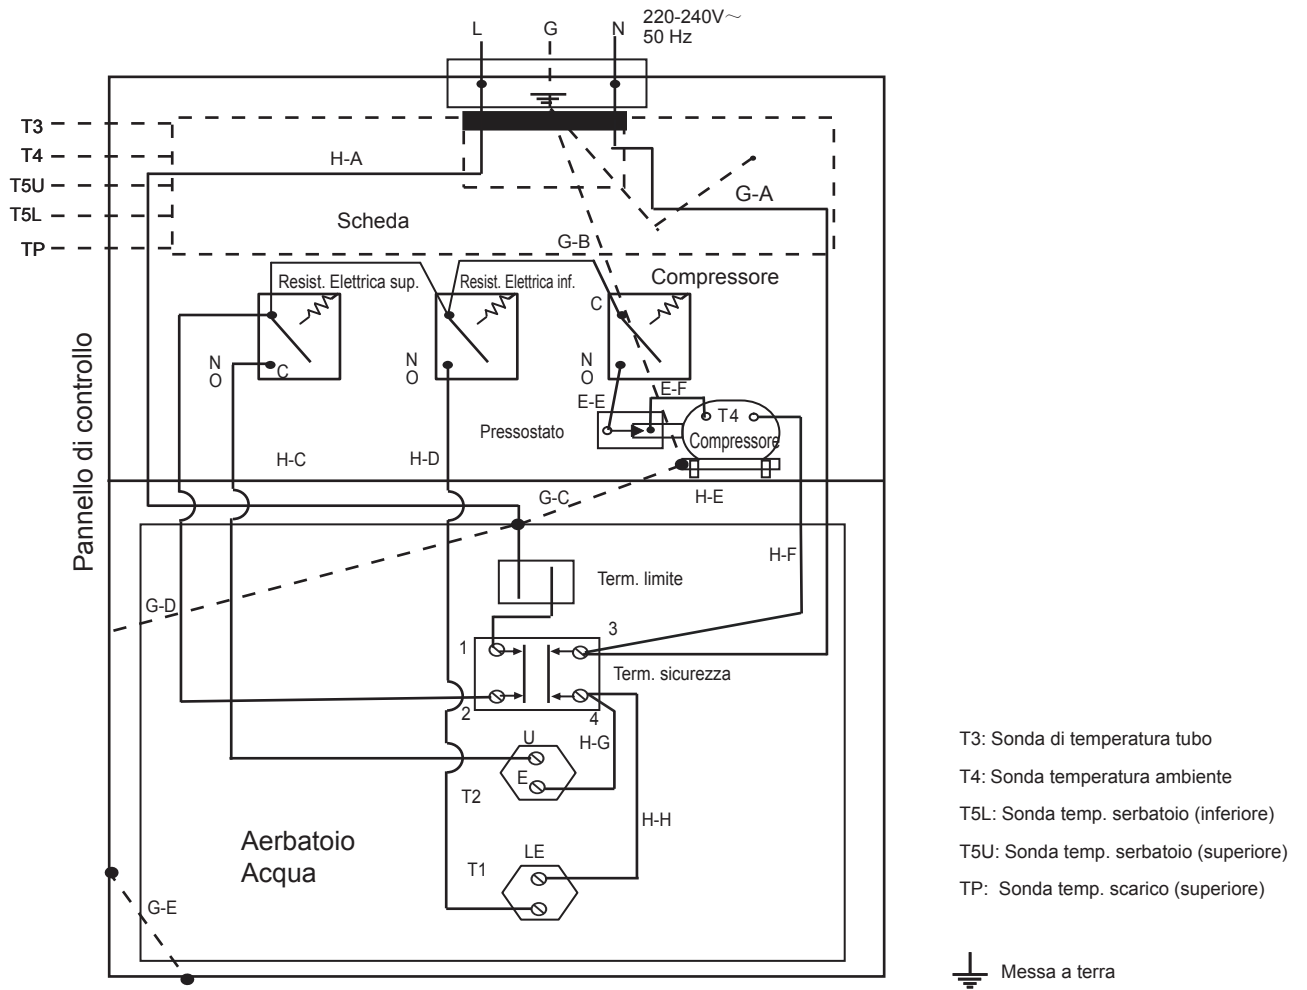 220-240V～
L G N
50 Hz
T3
T4
H-A
T5U
G-A
T5L
Scheda
TP
G-B
Compressore
Resist. Elettrica sup.
Resist. Elettrica inf.
C
N
O
C
N
O
N
O
E-F
E-E
T4
Pressostato
Compressore
Pannello di controllo
H-C
H-D
G-C
H-E
H-F
Term. limite
G-D
1
3
Term. sicurezza
2
4
U
H-G
E
T2
H-H
Aerbatoio
Acqua
LE
T1
G-E
T3: Sonda di temperatura tubo
T4: Sonda temperatura ambiente
T5L: Sonda temp. serbatoio (inferiore)
T5U: Sonda temp. serbatoio (superiore)
TP: Sonda temp. scarico (superiore)
Messa a terra